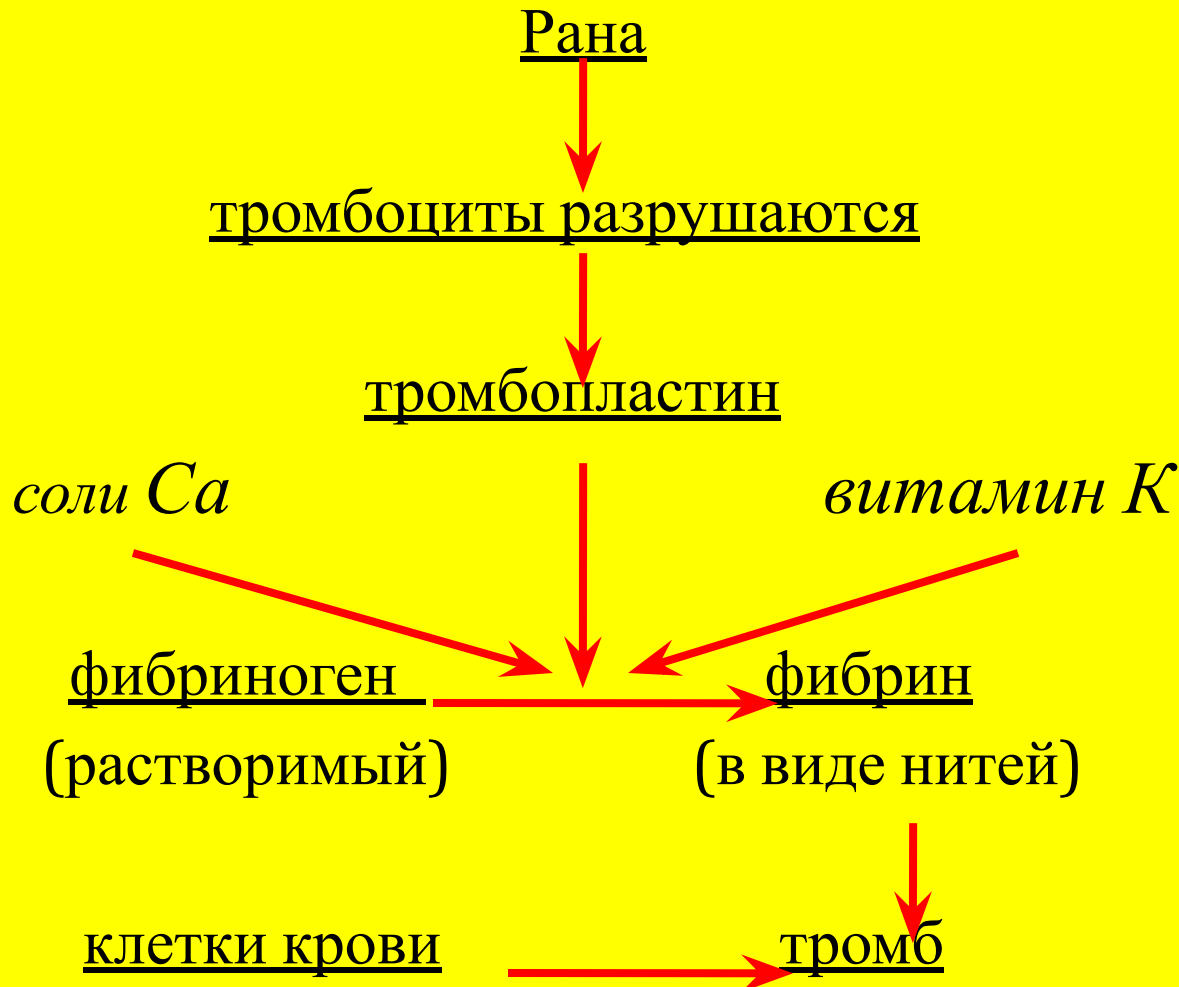 Рана
тромбоциты разрушаются
тромбопластин
соли Са витамин К
фибриноген фибрин
(растворимый) (в виде нитей)
клетки крови тромб